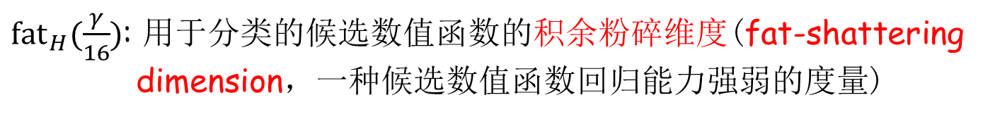 fat_H(γ/16): 用于分类的候选数值函数的积余粉碎维度(fat-shattering
dimension，一种候选数值函数回归能力强弱的度量)